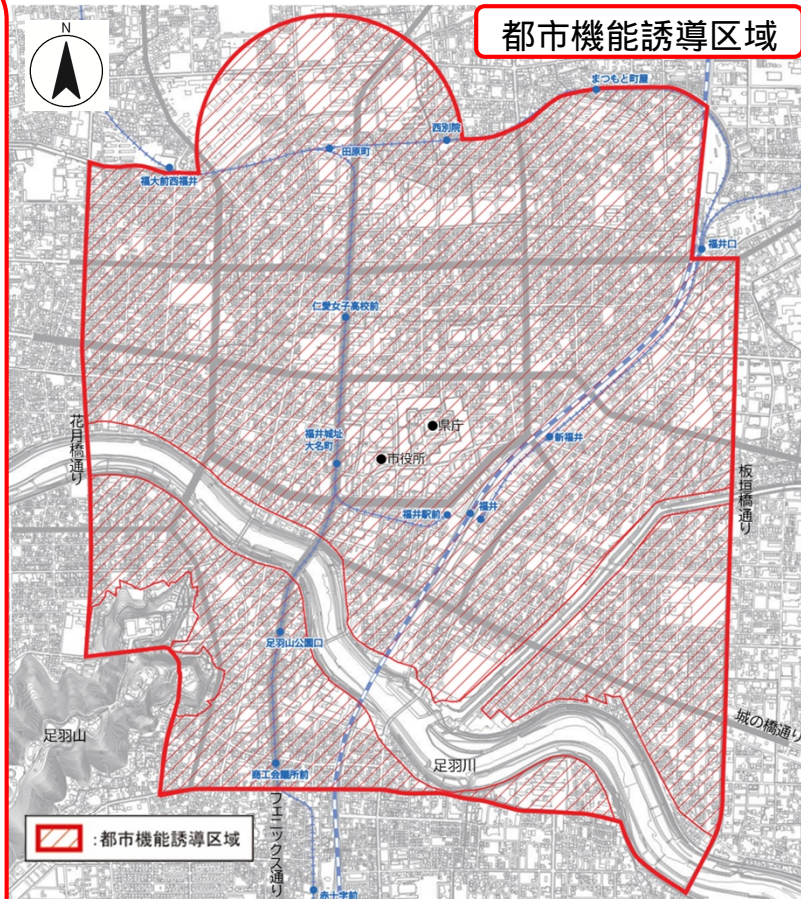 都市機能誘導区域
N
まつもと町屋
西別院
田原町
福大前西福井
福井口
仁愛女子高校前
県庁
福井城址
大名町
新福井
市役所
花月橋通り
板垣橋通り
福井駅前
福井
足羽山公園口
足羽山
城の橋通り
足羽川
商工会議所前
フェニックス通り
:都市機能誘導区域
赤十字前